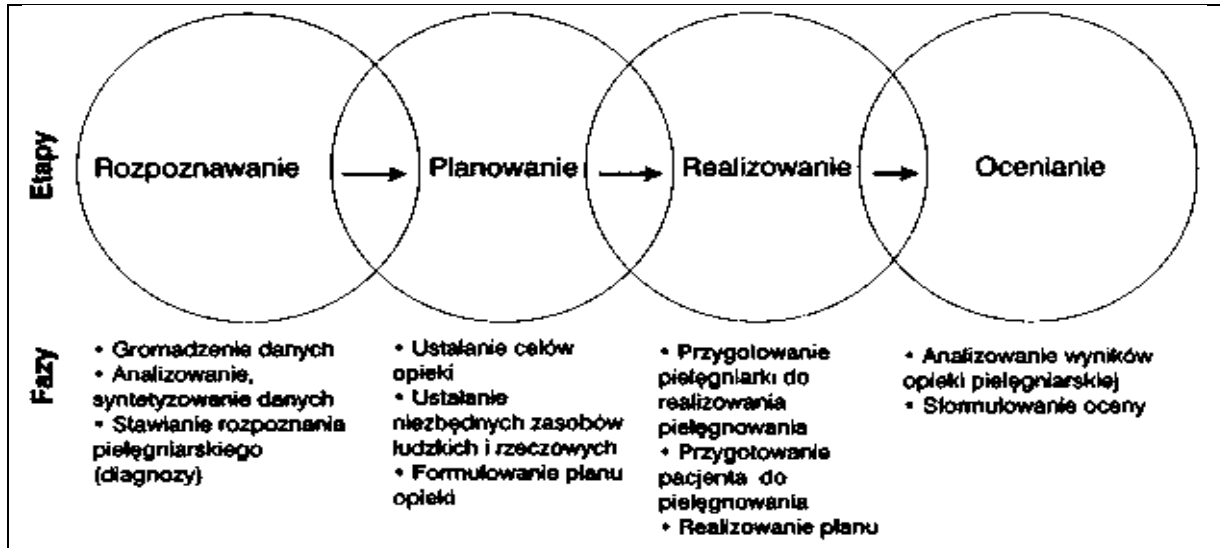 Etapy
Rozpoznawanie
Planowanie
Realizowanie
Ocenianie
Fazy
• Gromadzenie danych
• Analizowanie,
syntetyzowanie danych
• Stawianie rozpoznania
pielęgniarskiego
(diagnozy)
• Ustalanie celów
opieki
• Ustalanie
niezbędnych zasobów
ludzkich i rzeczowych
• Formułowanie planu
opieki
• Przygotowanie
pielęgniarki do
realizowania
pielęgnowania
• Przygotowanie
pacjenta do
pielęgnowania
• Realizowanie planu
• Analizowanie wyników
opieki pielęgniarskiej
• Sformułowanie oceny